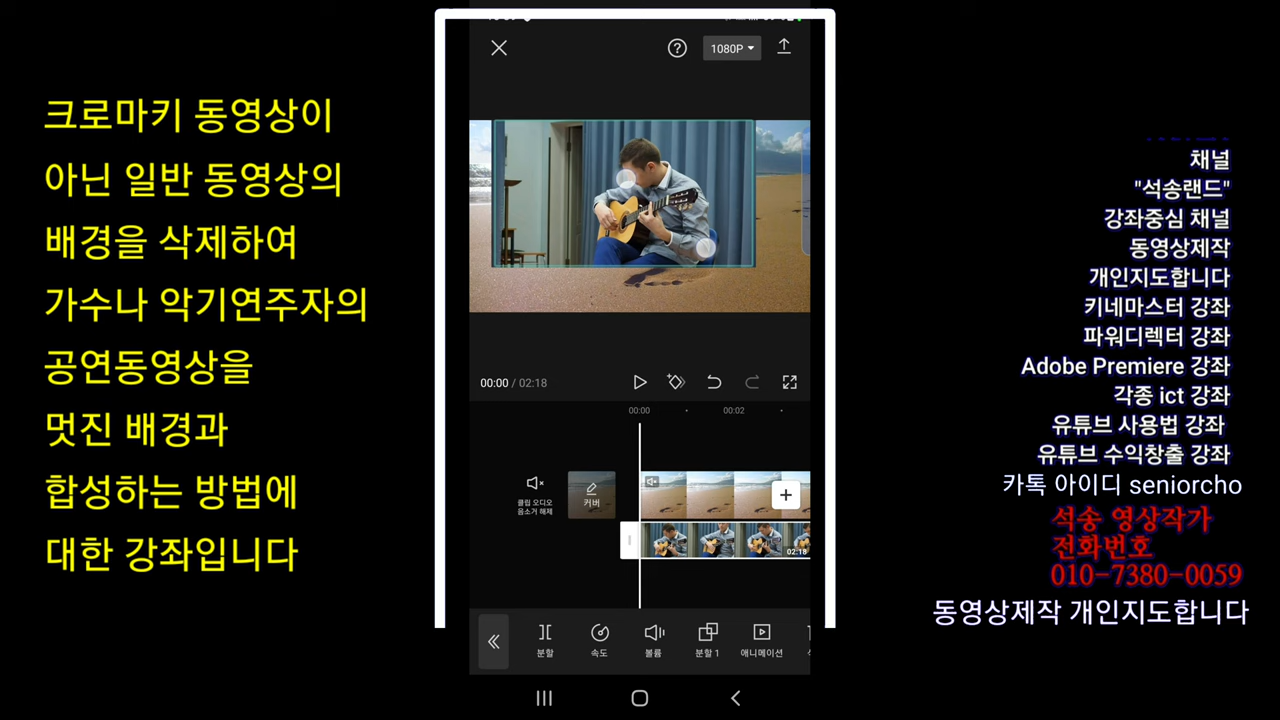 크로마키 동영상이
아닌 일반 동영상의
배경을 삭제하여
가수나 악기연주자의
공연동영상을
멋진 배경과
합성하는 방법에
대한 강좌입니다
1080P
00:00 / 02:18
00:00
00:02
클립 오디오
음소거 해제
커버
02:18
분할
속도
볼륨
분할 1
애니메이션
채널
"석송랜드"
강좌중심 채널
동영상제작
개인지도합니다
키네마스터 강좌
파워디렉터 강좌
Adobe Premiere 강좌
각종 ict 강좌
유튜브 사용법 강좌
유튜브 수익창출 강좌
카톡 아이디 seniorcho
석송 영상작가
전화번호
010-7380-0059
동영상제작 개인지도합니다